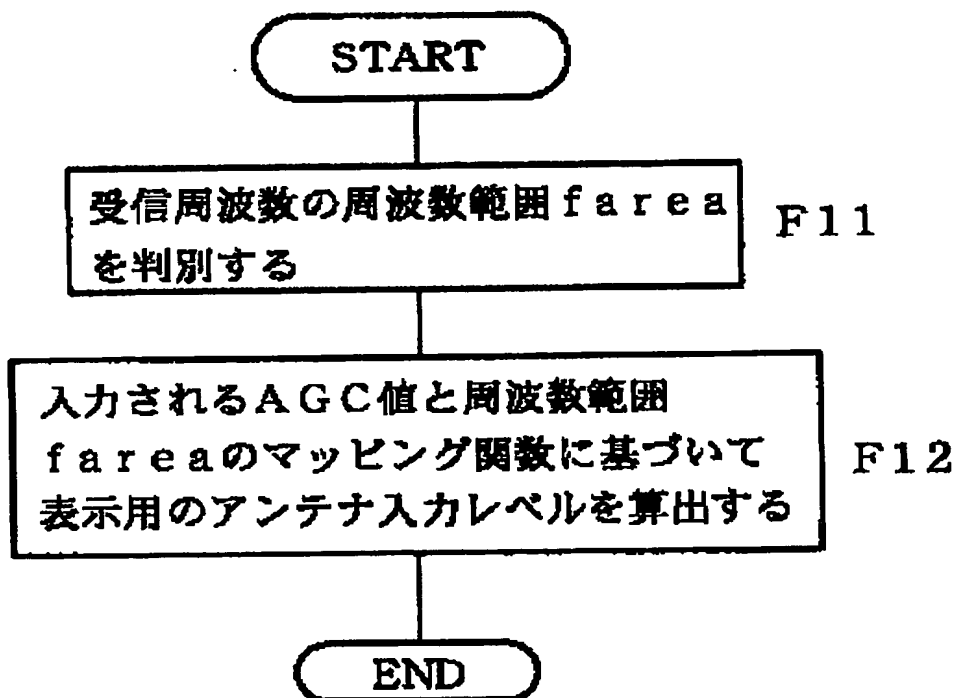 START
受信周波数の周波数範囲ｆａｒｅａ
を判別する
Ｆ１１
入力されるＡＧＣ値と周波数範囲
ｆａｒｅａのマッピング関数に基づいて
表示用のアンテナ入力レベルを算出する
Ｆ１２
END